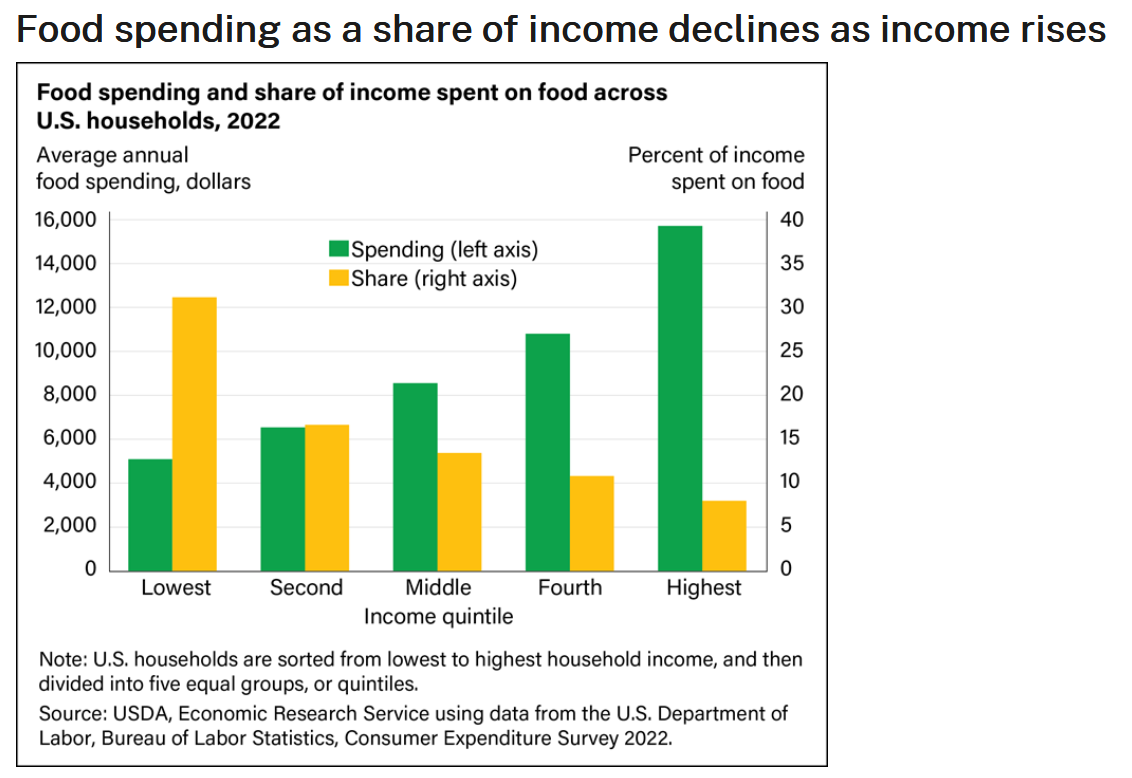 Food spending as a share of income declines as income rises
Food spending and share of income spent on food across
U.S. households, 2022
Average annual
food spending, dollars
Percent of income
spent on food
16,000
14,000
12,000
10,000
8,000
6,000
4,000
2,000
0
40
35
30
25
20
15
10
5
0
Spending (left axis)
Share (right axis)
Lowest Second Middle Fourth Highest
Income quintile
Note: U.S. households are sorted from lowest to highest household income, and then
divided into five equal groups, or quintiles.
Source: USDA, Economic Research Service using data from the U.S. Department of
Labor, Bureau of Labor Statistics, Consumer Expenditure Survey 2022.